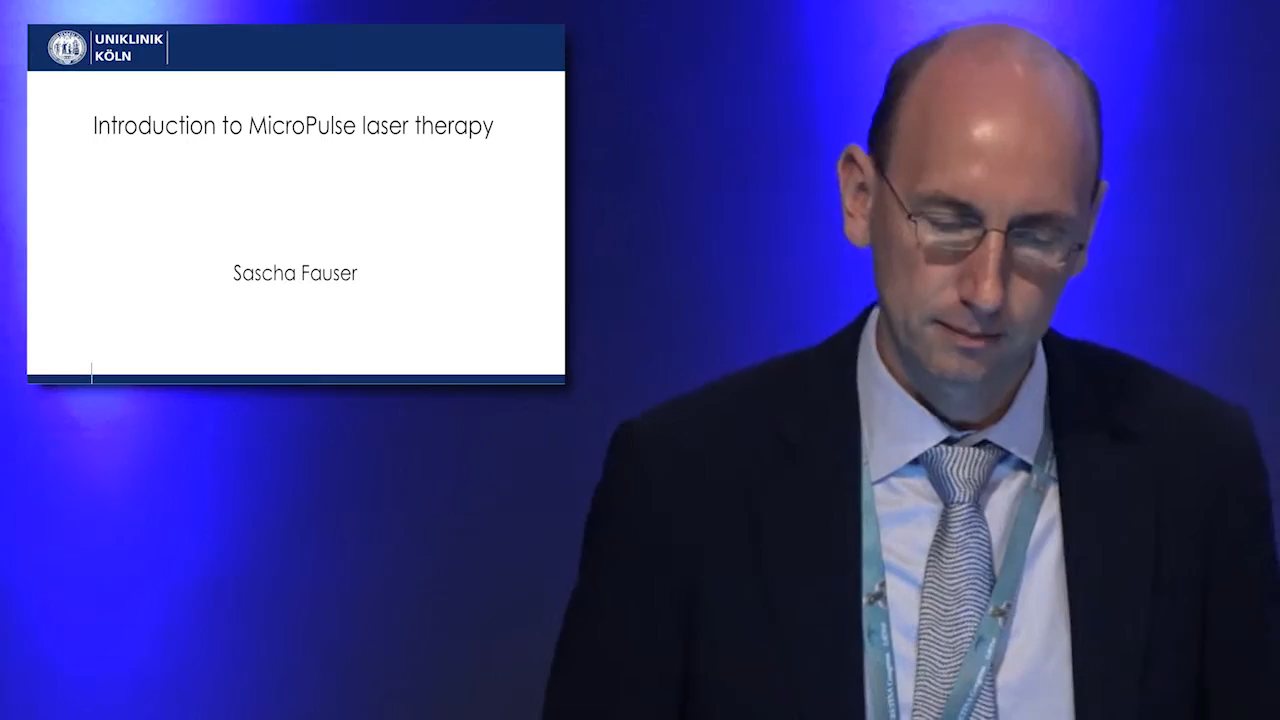 UNIKLINIK
KÖLN
Introduction to MicroPulse laser therapy
Sascha Fauser